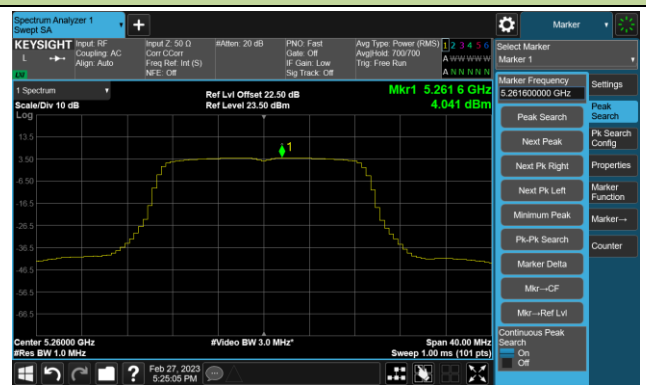 Spectrum Analyzer 1
Swept SA
Marker
KEYSIGHT
L
LW
Input: RF
Coupling: AC
Align: Auto
Input Z: 50 Ω
Corr CCorr
Freq Ref: Int (S)
NFE: Off
#Atten: 20 dB
PNO: Fast
Gate: Off
IF Gain: Low
Sig Track: Off
Avg Type: Power (RMS)
Avg|Hold: 700/700
Trig: Free Run
1 2 3 4 5 6
A W W W W W
A N N N N N
Select Marker
Marker 1
Marker Frequency
5.261600000 GHz
Peak Search
Next Peak
Next Pk Right
Next Pk Left
Minimum Peak
Pk-Pk Search
Marker Delta
Mkr→CF
Mkr→Ref Lvl
Continuous Peak
Search
On
Off
Settings
Peak
Search
Pk Search
Config
Properties
Marker
Function
Marker→
Counter
1 Spectrum
Scale/Div 10 dB
Log
Ref Lvl Offset 22.50 dB
Ref Level 23.50 dBm
Mkr1 5.261 6 GHz
4.041 dBm
1
13.5
3.50
-6.50
-16.5
-26.5
-36.5
-46.5
-56.5
-66.5
Center 5.26000 GHz
#Res BW 1.0 MHz
#Video BW 3.0 MHz*
Span 40.00 MHz
Sweep 1.00 ms (101 pts)
?
Feb 27, 2023
5:25:05 PM